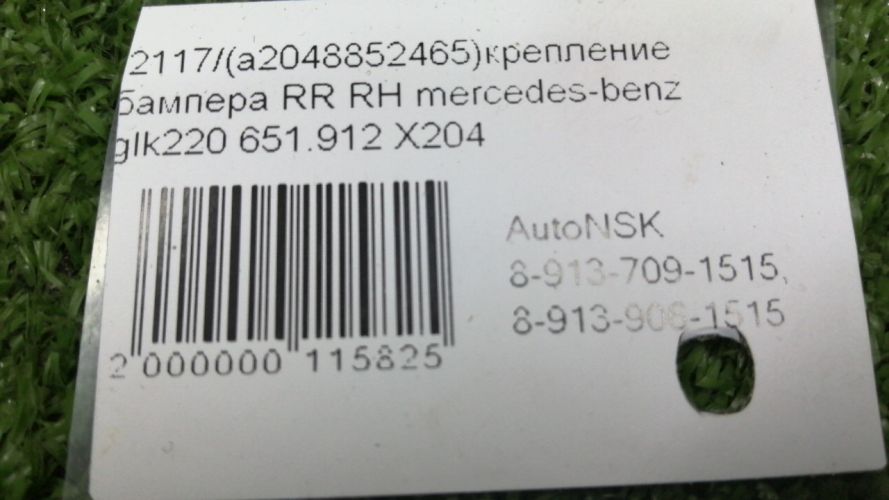 2117/(a2048852465)крепление
бампера RR RH mercedes-benz
glk220 651.912 X204
AutoNSK
8-913-709-1515,
8-913-906-1515
2 000000 115825